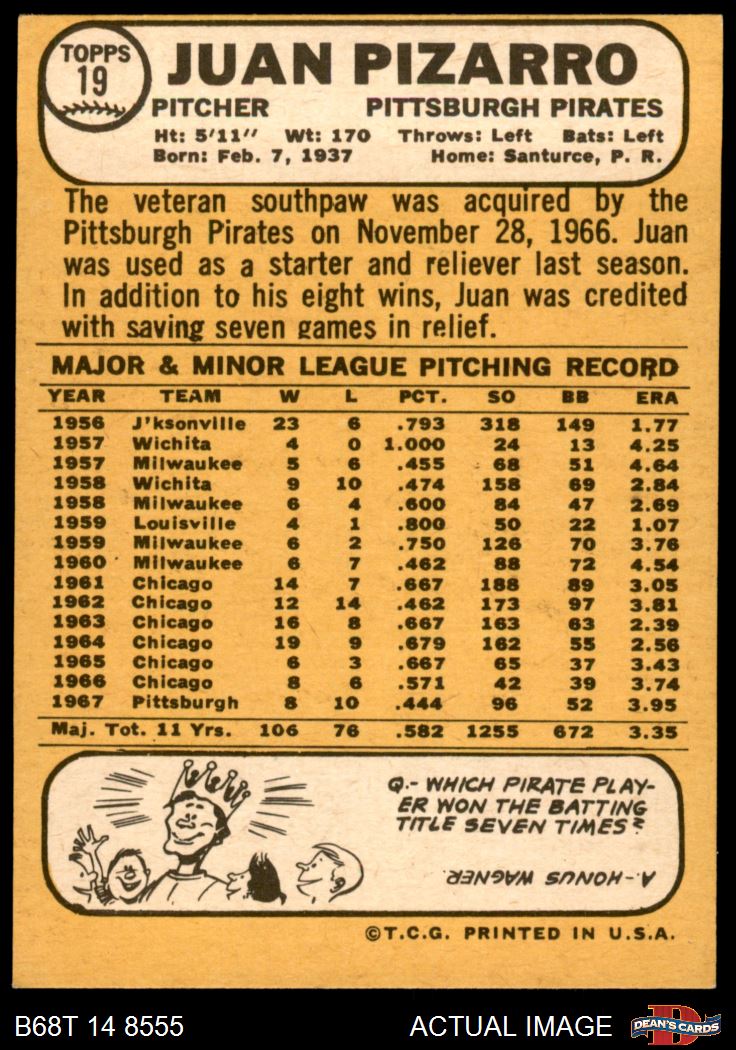 TOPPS
19
JUAN PIZARRO
PITCHER PITTSBURGH PIRATES
Ht: 5'11" Wt: 170 Throws: Left Bats: Left
Born: Feb. 7, 1937 Home: Santurce, P. R.
The veteran southpaw was acquired by the
Pittsburgh Pirates on November 28, 1966. Juan
was used as a starter and reliever last season.
In addition to his eight wins, Juan was credited
with saving seven games in relief.
MAJOR & MINOR LEAGUE PITCHING RECORD
YEAR TEAM W L PCT. SO BB ERA
1956 J'ksonville 23 6 .793 318 149 1.77
1957 Wichita 4 0 1.000 24 13 4.25
1957 Milwaukee 5 6 .455 68 51 4.64
1958 Wichita 9 10 .474 158 69 2.84
1958 Milwaukee 6 4 .600 84 47 2.69
1959 Louisville 4 1 .800 50 22 1.07
1959 Milwaukee 6 2 .750 126 70 3.76
1960 Milwaukee 6 7 .462 88 72 4.54
1961 Chicago 14 7 .667 188 89 3.05
1962 Chicago 12 14 .462 173 97 3.81
1963 Chicago 16 8 .667 163 63 2.39
1964 Chicago 19 9 .679 162 55 2.56
1965 Chicago 6 3 .667 65 37 3.43
1966 Chicago 8 6 .571 42 39 3.74
1967 Pittsburgh 8 10 .444 96 52 3.95
Maj. Tot. 11 Yrs. 106 76 .582 1255 672 3.35
Q.- WHICH PIRATE PLAY-
ER WON THE BATTING
TITLE SEVEN TIMES?
A.-HONUS WAGNER.
©T.C.G. PRINTED IN U.S.A.
B68T 14 8555 ACTUAL IMAGE
D
DEAN'S CARDS